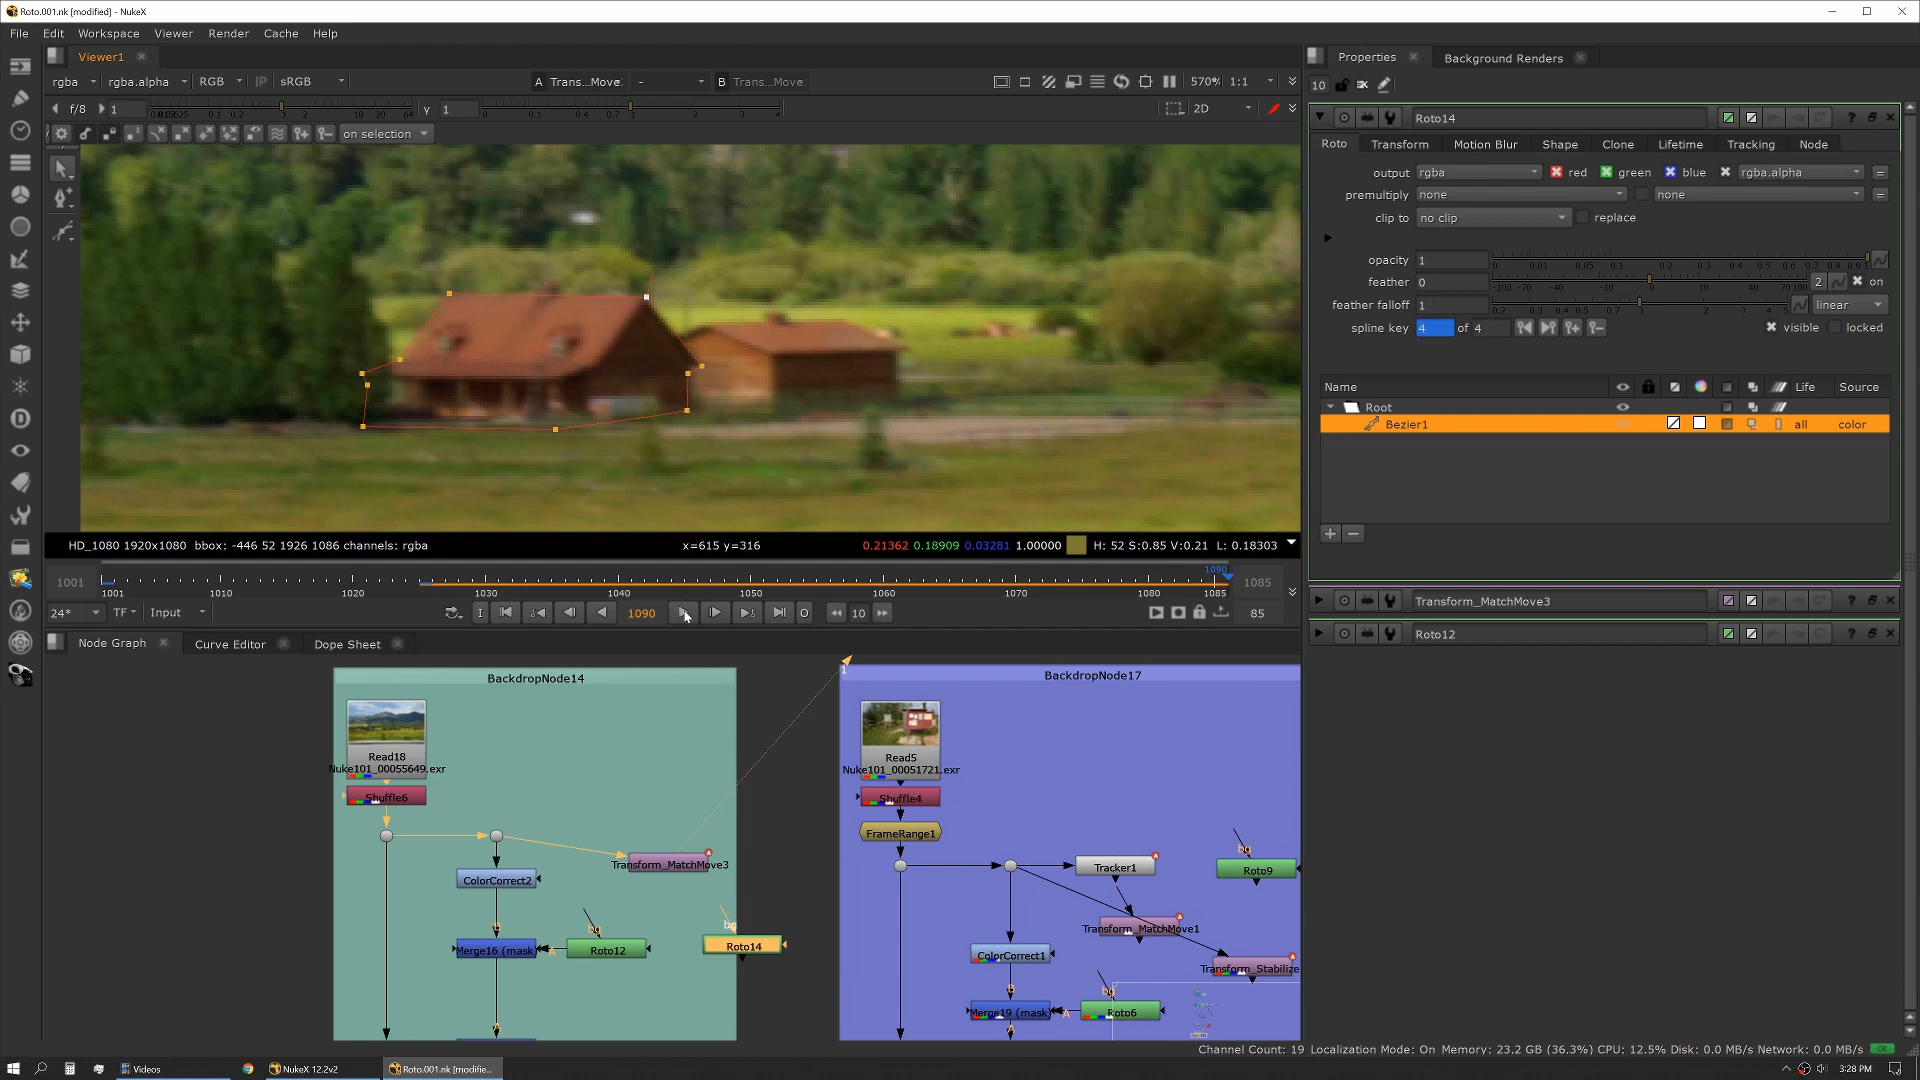 Roto.001.nk [modified] - NukeX
File Edit Workspace Viewer Render Cache Help
Viewer1
rgba rgba.alpha RGB IP sRGB A Trans...Move - B Trans...Move 570% 1:1
f/8 1 y 1 2D
on selection
HD_1080 1920x1080 bbox: -446 52 1926 1086 channels: rgba x=615 y=316 0.21362 0.18909 0.03281 1.00000 H: 52 S:0.85 V:0.21 L: 0.18303
1090
1001 1085
1001 1010 1020 1030 1040 1050 1060 1070 1080 1085
24* TF Input I 1090 O 10 85
Node Graph Curve Editor Dope Sheet
BackdropNode14
Read18
Nuke101_00055649.exr
Shuffle6
Transform_MatchMove3
ColorCorrect2
bg
Merge16 (mask)
A
Roto12
bg
Roto14
1
BackdropNode17
Read5
Nuke101_00051721.exr
Shuffle4
FrameRange1
Tracker1
bg
Roto9
Transform_MatchMove1
ColorCorrect1
Transform_Stabilize
bg
Merge19 (mask)
A
Roto6
Properties Background Renders
10
Roto14
Roto Transform Motion Blur Shape Clone Lifetime Tracking Node
output rgba red green blue rgba.alpha =
premultiply none none =
clip to no clip replace
opacity 1
feather 0 2 on
feather falloff 1 linear
spline key 4 of 4 visible locked
Name Life Source
Root
Bezier1 all color
Transform_MatchMove3
Roto12
Channel Count: 19 Localization Mode: On Memory: 23.2 GB (36.3%) CPU: 12.5% Disk: 0.0 MB/s Network: 0.0 MB/s
Videos NukeX 12.2v2 Roto.001.nk [modifie... 3:28 PM